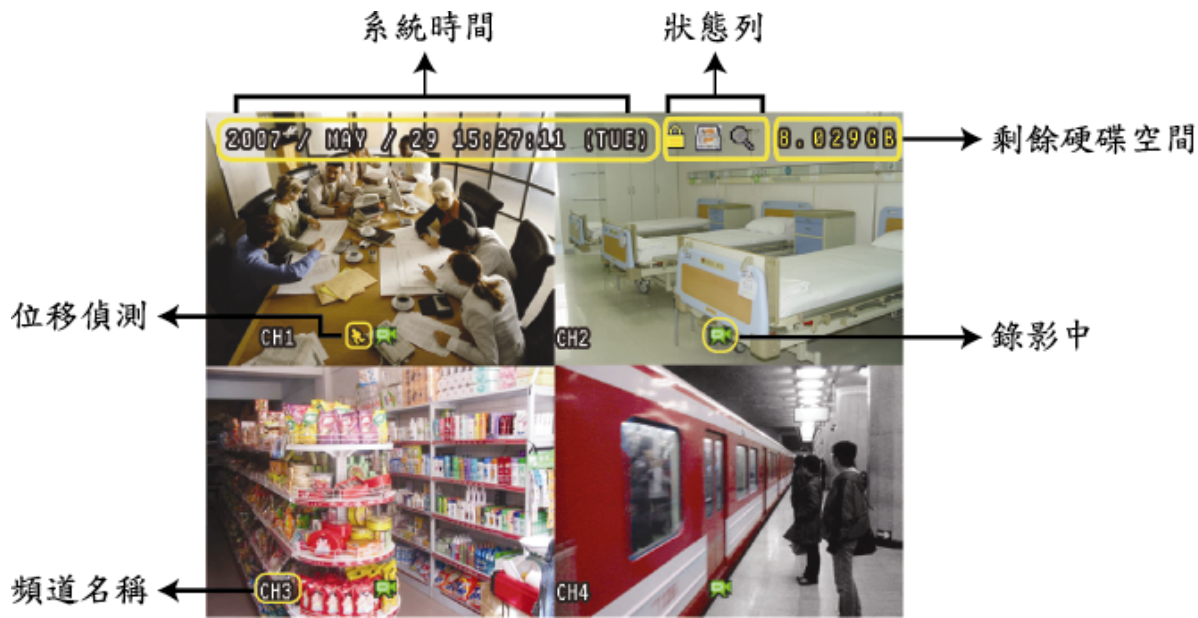 系統時間
狀態列
2007 / MAY / 29 15:27:11 (TUE)
8.029GB
剩餘硬碟空間
位移偵測
CH1
CH2
錄影中
頻道名稱
CH3
CH4